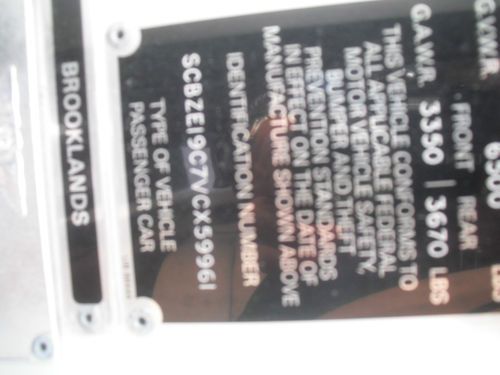 G.V.W.R. 6500 LBS
G.A.W.R. FRONT REAR
3350 | 3670 LBS
THIS VEHICLE CONFORMS TO
ALL APPLICABLE FEDERAL
MOTOR VEHICLE SAFETY,
BUMPER AND THEFT
PREVENTION STANDARDS
IN EFFECT ON THE DATE OF
MANUFACTURE SHOWN ABOVE
IDENTIFICATION NUMBER
SCBZE19C7VCX59961
TYPE OF VEHICLE
PASSENGER CAR
BROOKLANDS